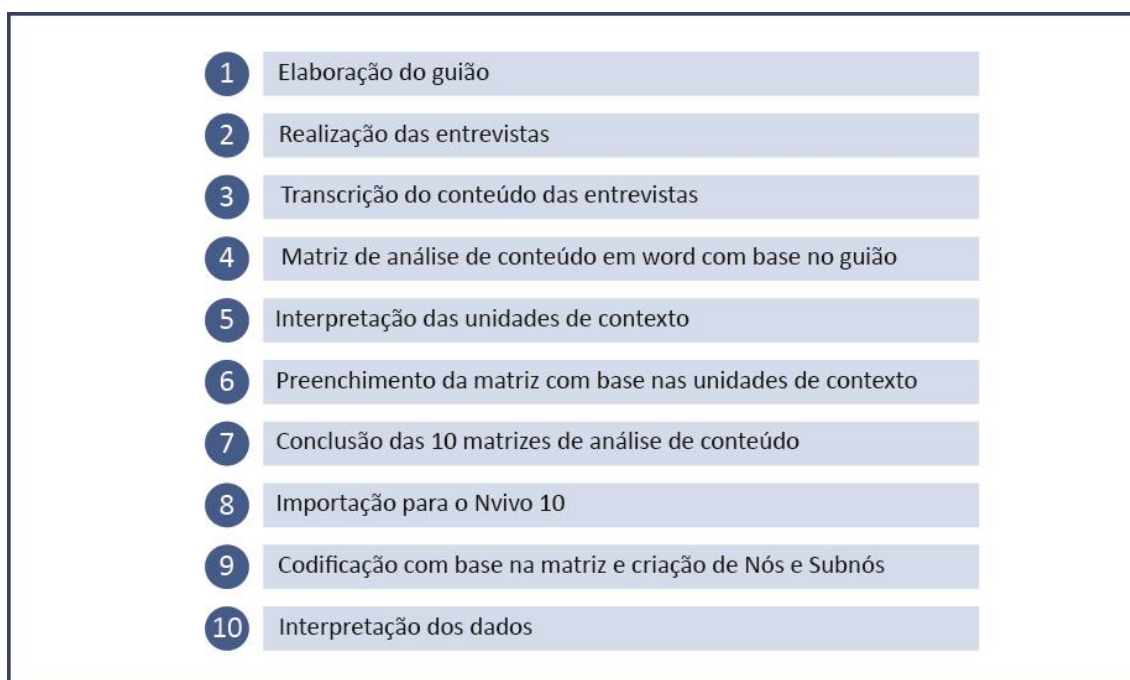 1 Elaboração do guião
2 Realização das entrevistas
3 Transcrição do conteúdo das entrevistas
4 Matriz de análise de conteúdo em word com base no guião
5 Interpretação das unidades de contexto
6 Preenchimento da matriz com base nas unidades de contexto
7 Conclusão das 10 matrizes de análise de conteúdo
8 Importação para o Nvivo 10
9 Codificação com base na matriz e criação de Nós e Subnós
10 Interpretação dos dados